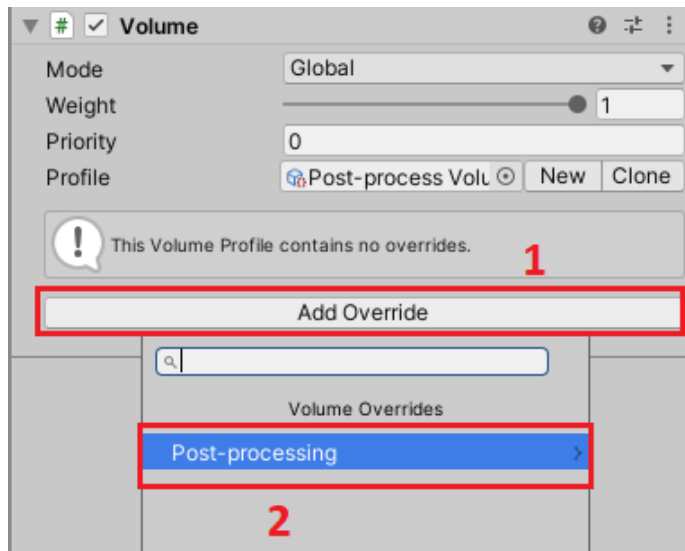 # Volume
Mode Global
Weight 1
Priority 0
Profile Post-process Volu New Clone
This Volume Profile contains no overrides.
1
Add Override
Volume Overrides
Post-processing
2